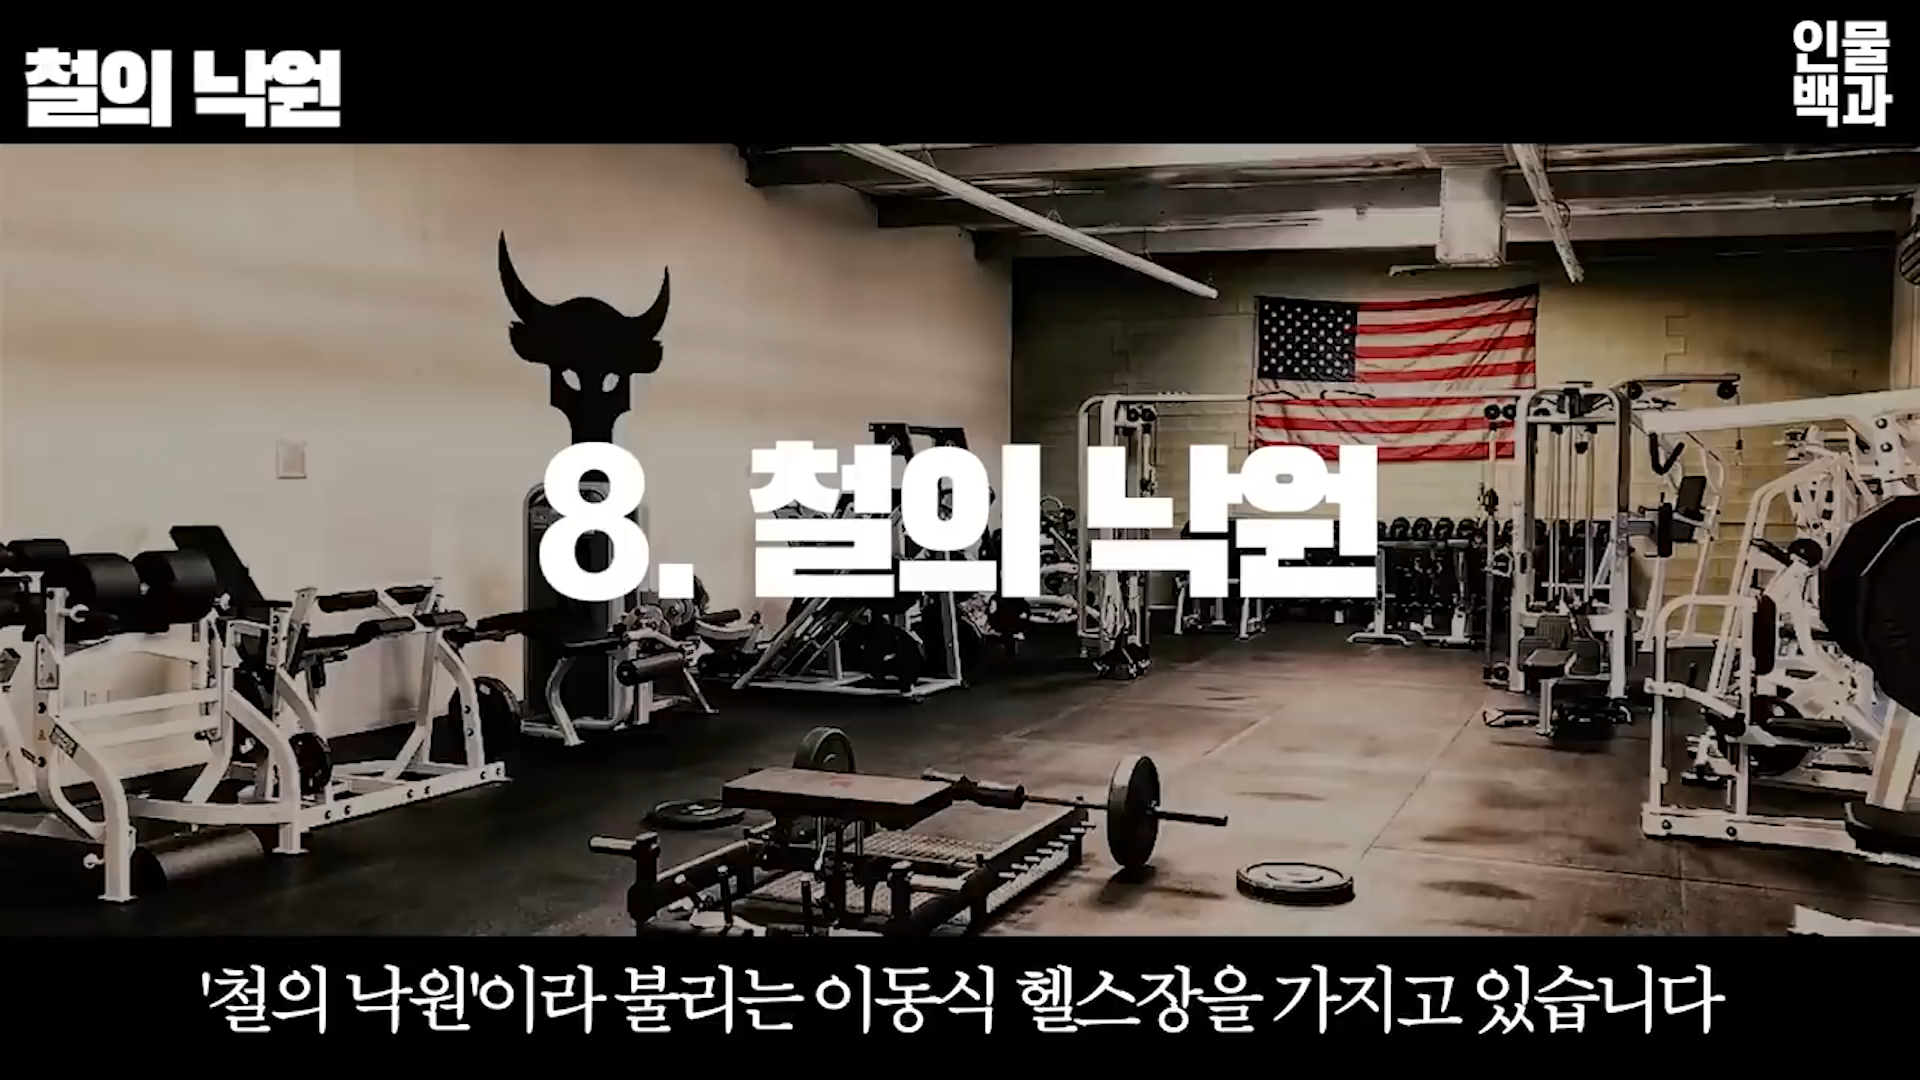 철의 낙원
인물
백과
8. 철의 낙원
'철의 낙원'이라 불리는 이동식 헬스장을 가지고 있습니다